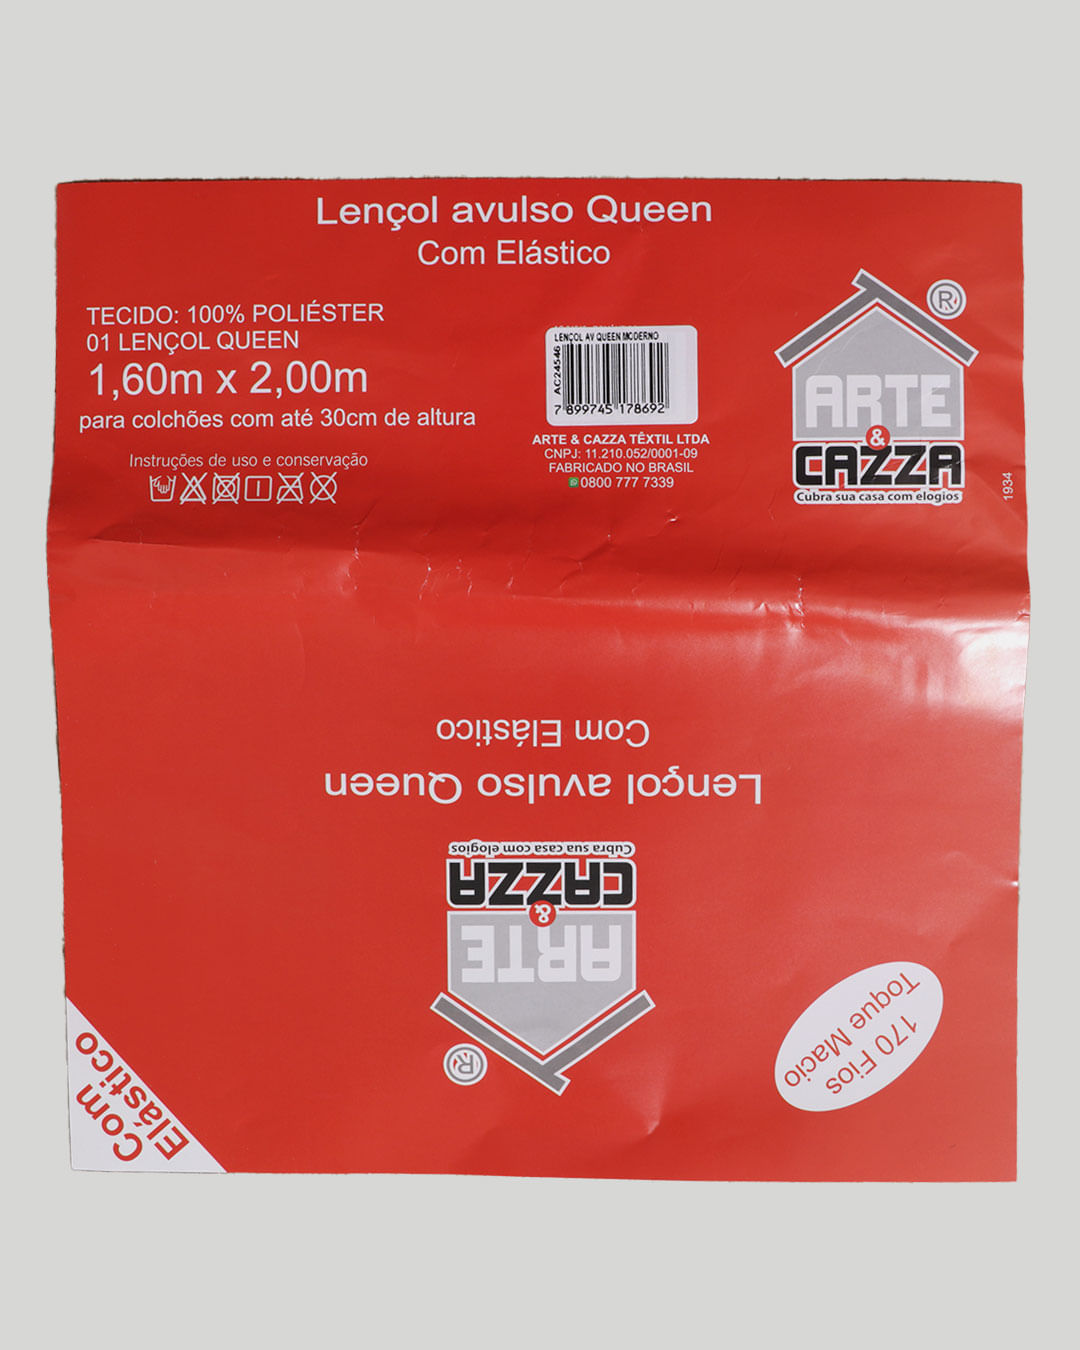 Lençol avulso Queen
Com Elástico
TECIDO: 100% POLIÉSTER
01 LENÇOL QUEEN
1,60m x 2,00m
para colchões com até 30cm de altura
Instruções de uso e conservação
LENÇOL AV QUEEN MODERNO
AC24546
7 899745 178692
ARTE & CAZZA TÊXTIL LTDA
CNPJ: 11.210.052/0001-09
FABRICADO NO BRASIL
0800 777 7339
®
ARTE
&
CAZZA
Cubra sua casa com elogios
1934
Com Elástico
Lençol avulso Queen
Cubra sua casa com elogios
CAZZA
&
ARTE
®
170 Fios
Toque Macio
Com
Elástico